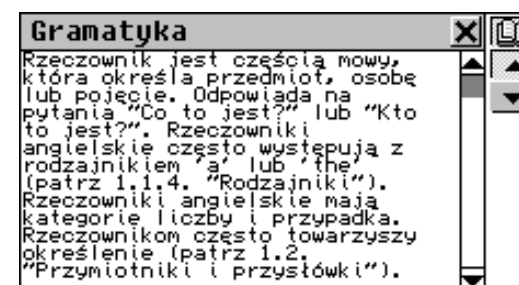 Gramatyka
Rzeczownik jest częścią mowy,
która określa przedmiot, osobę
lub pojęcie. Odpowiada na
pytania "Co to jest?" lub "Kto
to jest?". Rzeczowniki
angielskie często występują z
rodzajnikiem 'a' lub 'the'
(patrz 1.1.4. "Rodzajniki").
Rzeczowniki angielskie mają
kategorie liczby i przypadka.
Rzeczownikom często towarzyszy
określenie (patrz 1.2.
"Przymiotniki i przysłówki").